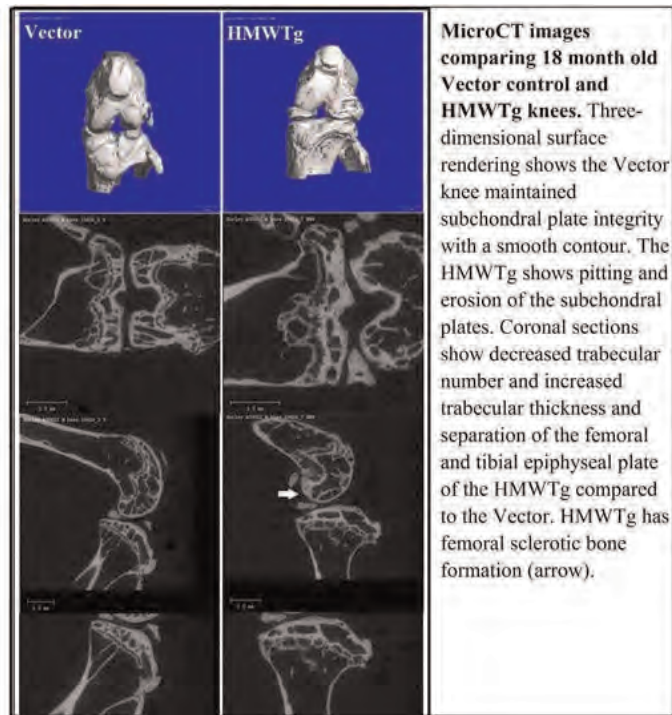 Vector
HMWTg
MicroCT images
comparing 18 month old
Vector control and
HMWTg knees. Three-
dimensional surface
rendering shows the Vector
knee maintained
subchondral plate integrity
with a smooth contour. The
HMWTg shows pitting and
erosion of the subchondral
plates. Coronal sections
show decreased trabecular
number and increased
trabecular thickness and
separation of the femoral
and tibial epiphyseal plate
of the HMWTg compared
to the Vector. HMWTg has
femoral sclerotic bone
formation (arrow).